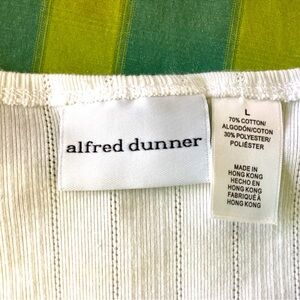 alfred dunner
L
70% COTTON/
ALGODÓN/COTON
30% POLYESTER/
POLIÉSTER
MADE IN
HONG KONG
HECHO EN
HONG KONG
FABRIQUÉ À
HONG KONG